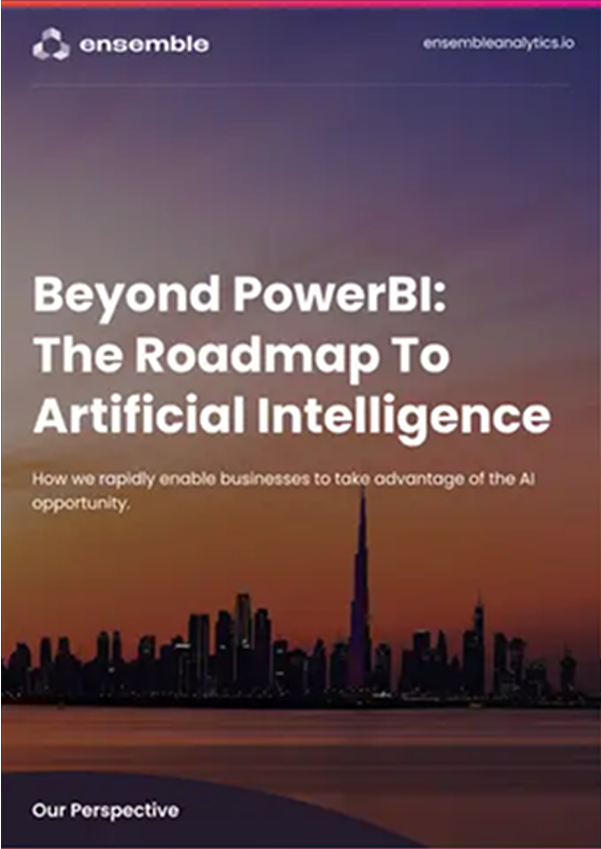 ensemble
ensembleanalytics.io
Beyond PowerBI:
The Roadmap To
Artificial Intelligence
How we rapidly enable businesses to take advantage of the AI
opportunity.
Our Perspective